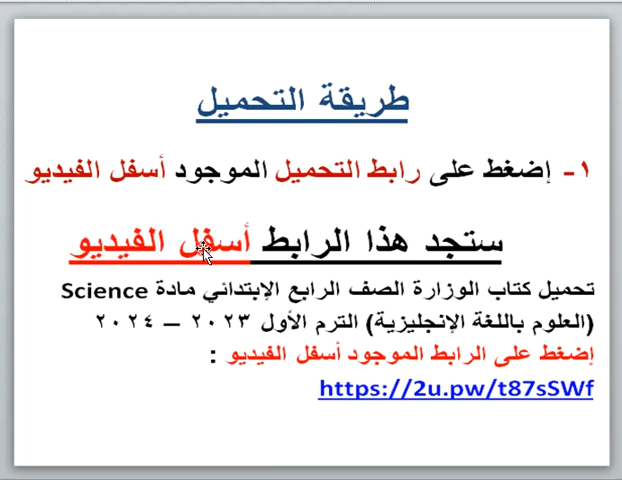 طريقة التحميل
١- إضغط على رابط التحميل الموجود أسفل الفيديو
ستجد هذا الرابط أسفل الفيديو
تحميل كتاب الوزارة الصف الرابع الإبتدائي مادة Science
(العلوم باللغة الإنجليزية) الترم الأول ٢٠٢٣ – ٢٠٢٤
إضغط على الرابط الموجود أسفل الفيديو :
https://2u.pw/t87sSWf